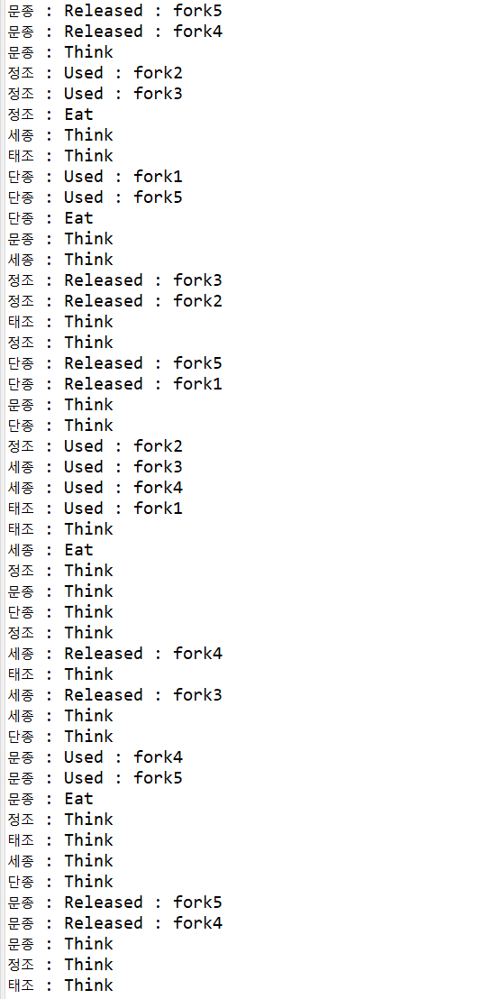 문종 : Released : fork5
문종 : Released : fork4
문종 : Think
정조 : Used : fork2
정조 : Used : fork3
정조 : Eat
세종 : Think
태조 : Think
단종 : Used : fork1
단종 : Used : fork5
단종 : Eat
문종 : Think
세종 : Think
정조 : Released : fork3
정조 : Released : fork2
태조 : Think
정조 : Think
단종 : Released : fork5
단종 : Released : fork1
문종 : Think
단종 : Think
정조 : Used : fork2
세종 : Used : fork3
세종 : Used : fork4
태조 : Used : fork1
태조 : Think
세종 : Eat
정조 : Think
문종 : Think
단종 : Think
정조 : Think
세종 : Released : fork4
태조 : Think
세종 : Released : fork3
세종 : Think
단종 : Think
문종 : Used : fork4
문종 : Used : fork5
문종 : Eat
정조 : Think
태조 : Think
세종 : Think
단종 : Think
문종 : Released : fork5
문종 : Released : fork4
문종 : Think
정조 : Think
태조 : Think